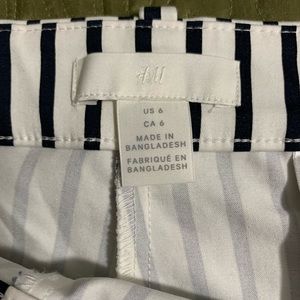 H&M
US 6
CA 6
MADE IN
BANGLADESH
FABRIQUÉ EN
BANGLADESH